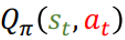 Qπ(st, at)